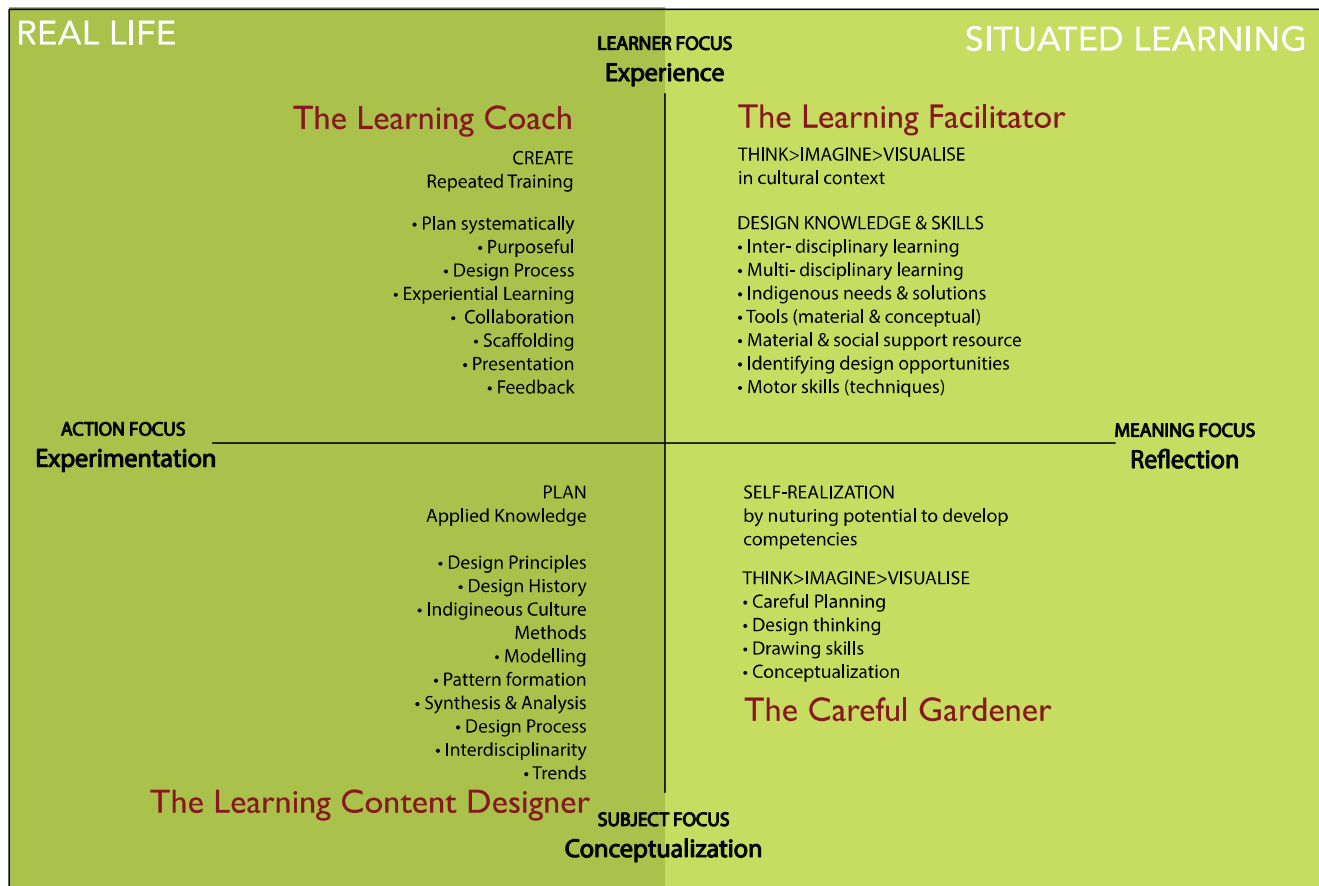 REAL LIFE
SITUATED LEARNING
LEARNER FOCUS
Experience
The Learning Coach
CREATE
Repeated Training
• Plan systematically
• Purposeful
• Design Process
• Experiential Learning
• Collaboration
• Scaffolding
• Presentation
• Feedback
The Learning Facilitator
THINK>IMAGINE>VISUALISE
in cultural context
DESIGN KNOWLEDGE & SKILLS
• Inter- disciplinary learning
• Multi- disciplinary learning
• Indigenous needs & solutions
• Tools (material & conceptual)
• Material & social support resource
• Identifying design opportunities
• Motor skills (techniques)
ACTION FOCUS
Experimentation
MEANING FOCUS
Reflection
PLAN
Applied Knowledge
• Design Principles
• Design History
• Indigineous Culture
Methods
• Modelling
• Pattern formation
• Synthesis & Analysis
• Design Process
• Interdisciplinarity
• Trends
The Learning Content Designer
SELF-REALIZATION
by nuturing potential to develop
competencies
THINK>IMAGINE>VISUALISE
• Careful Planning
• Design thinking
• Drawing skills
• Conceptualization
The Careful Gardener
SUBJECT FOCUS
Conceptualization